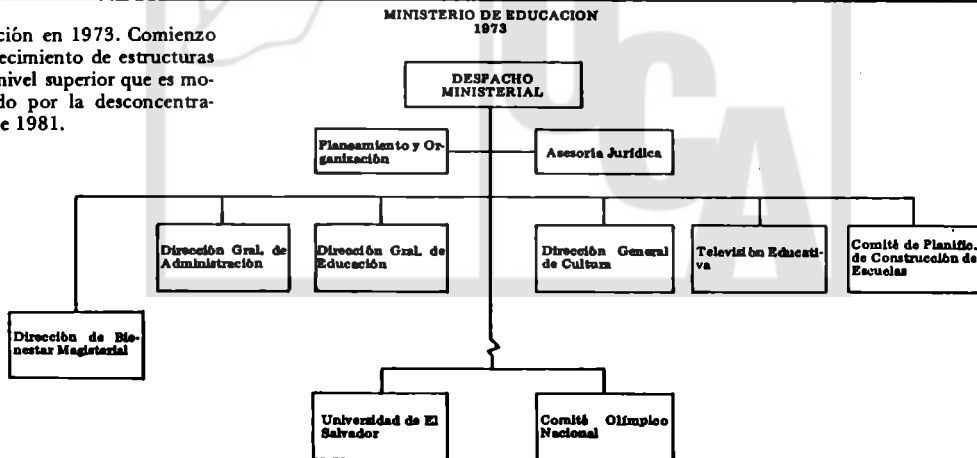 MINISTERIO DE EDUCACION
1973
ción en 1973. Comienzo
ecimiento de estructuras
nivel superior que es mo-
do por la desconcentra-
e 1981.
DESPACHO
MINISTERIAL
Planeamiento y Or-
ganización
Asesoría Jurídica
Dirección Gral. de
Administración
Dirección Gral. de
Educación
Dirección General
de Cultura
Televisión Educati-
va
Comité de Planific.
de Construcción de
Escuelas
Dirección de Bie-
nestar Magisterial
Universidad de El
Salvador
Comité Olímpico
Nacional
UCA